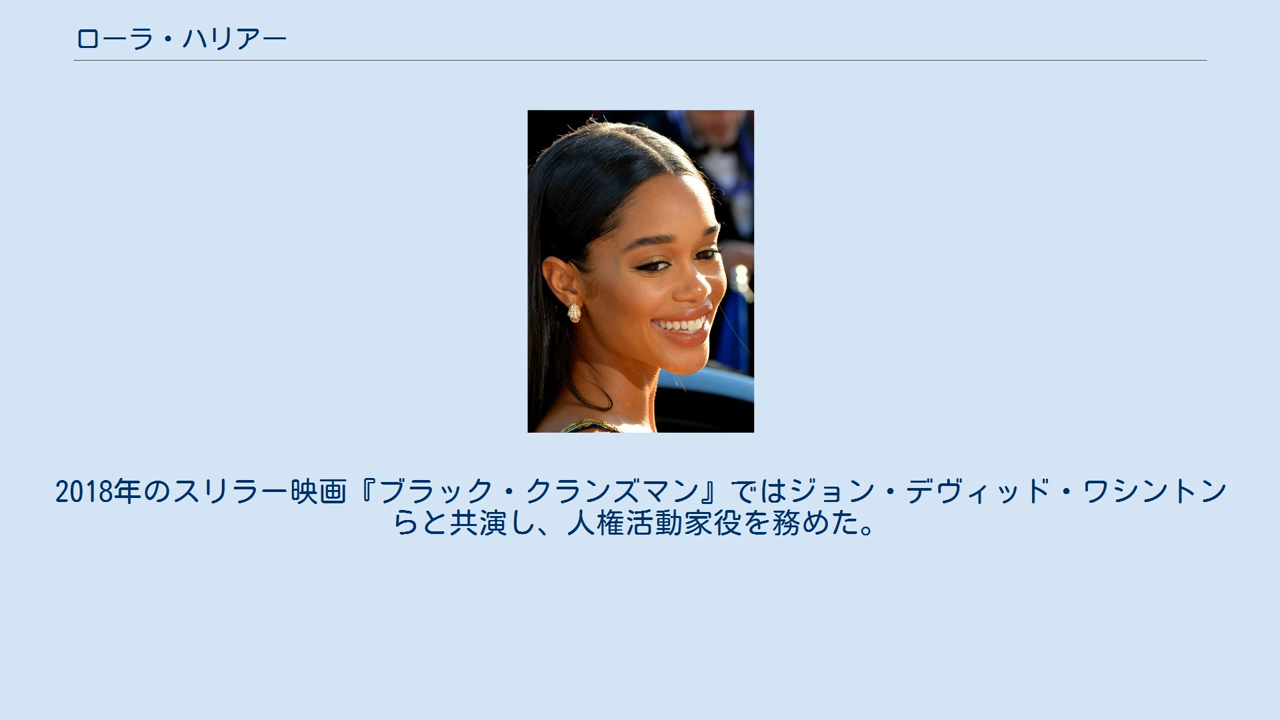 ローラ・ハリアー
2018年のスリラー映画『ブラック・クランズマン』ではジョン・デヴィッド・ワシントン
らと共演し、人権活動家役を務めた。